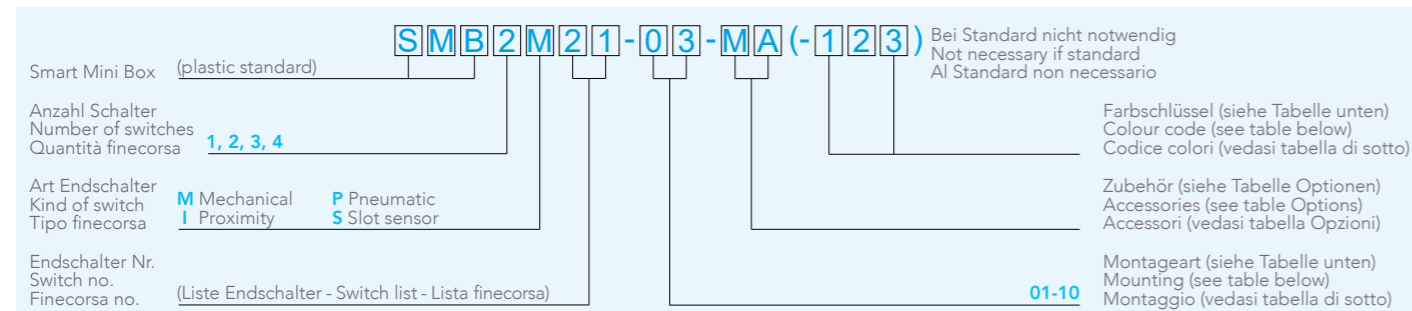 SMB2M21-03-MA(-123)
Bei Standard nicht notwendig
Not necessary if standard
Al Standard non necessario
Smart Mini Box (plastic standard)
Anzahl Schalter
Number of switches
Quantità finecorsa 1, 2, 3, 4
Farbschlüssel (siehe Tabelle unten)
Colour code (see table below)
Codice colori (vedasi tabella di sotto)
Art Endschalter
Kind of switch
Tipo finecorsa
M Mechanical P Pneumatic
I Proximity S Slot sensor
Zubehör (siehe Tabelle Optionen)
Accessories (see table Options)
Accessori (vedasi tabella Opzioni)
Endschalter Nr.
Switch no.
Finecorsa no. (Liste Endschalter - Switch list - Lista finecorsa)
01-10
Montageart (siehe Tabelle unten)
Mounting (see table below)
Montaggio (vedasi tabella di sotto)